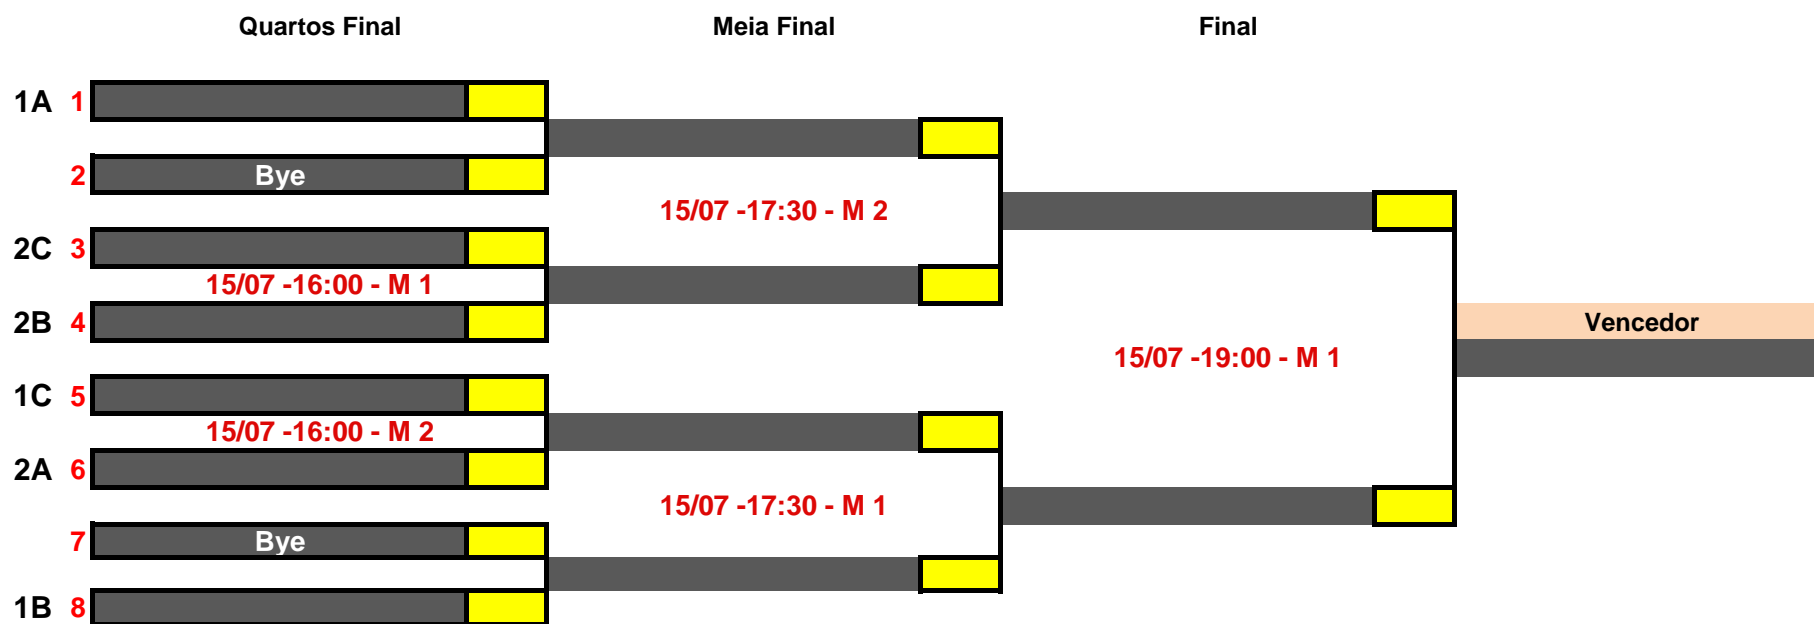 Quartos Final Meia Final Final
1A 1
2 Bye
15/07 -17:30 - M 2
2C 3
15/07 -16:00 - M 1
2B 4
Vencedor
15/07 -19:00 - M 1
1C 5
15/07 -16:00 - M 2
2A 6
15/07 -17:30 - M 1
7 Bye
1B 8